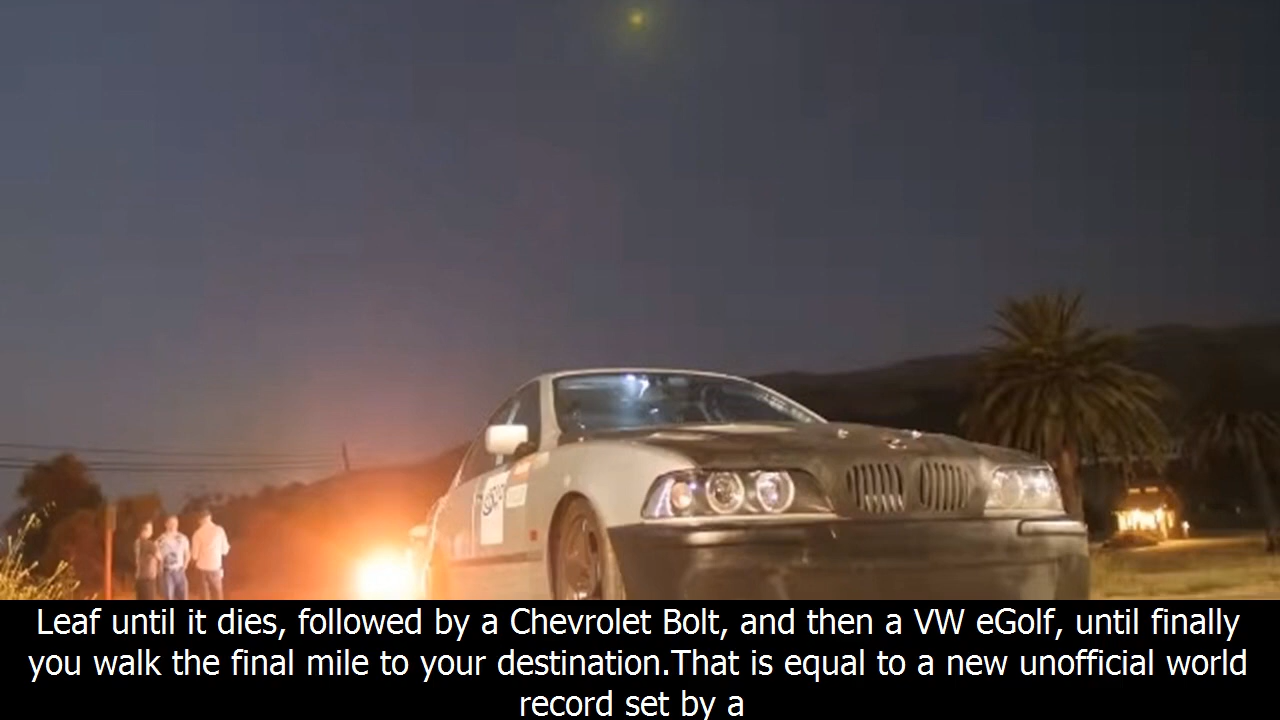 Leaf until it dies, followed by a Chevrolet Bolt, and then a VW eGolf, until finally
you walk the final mile to your destination.That is equal to a new unofficial world
record set by a